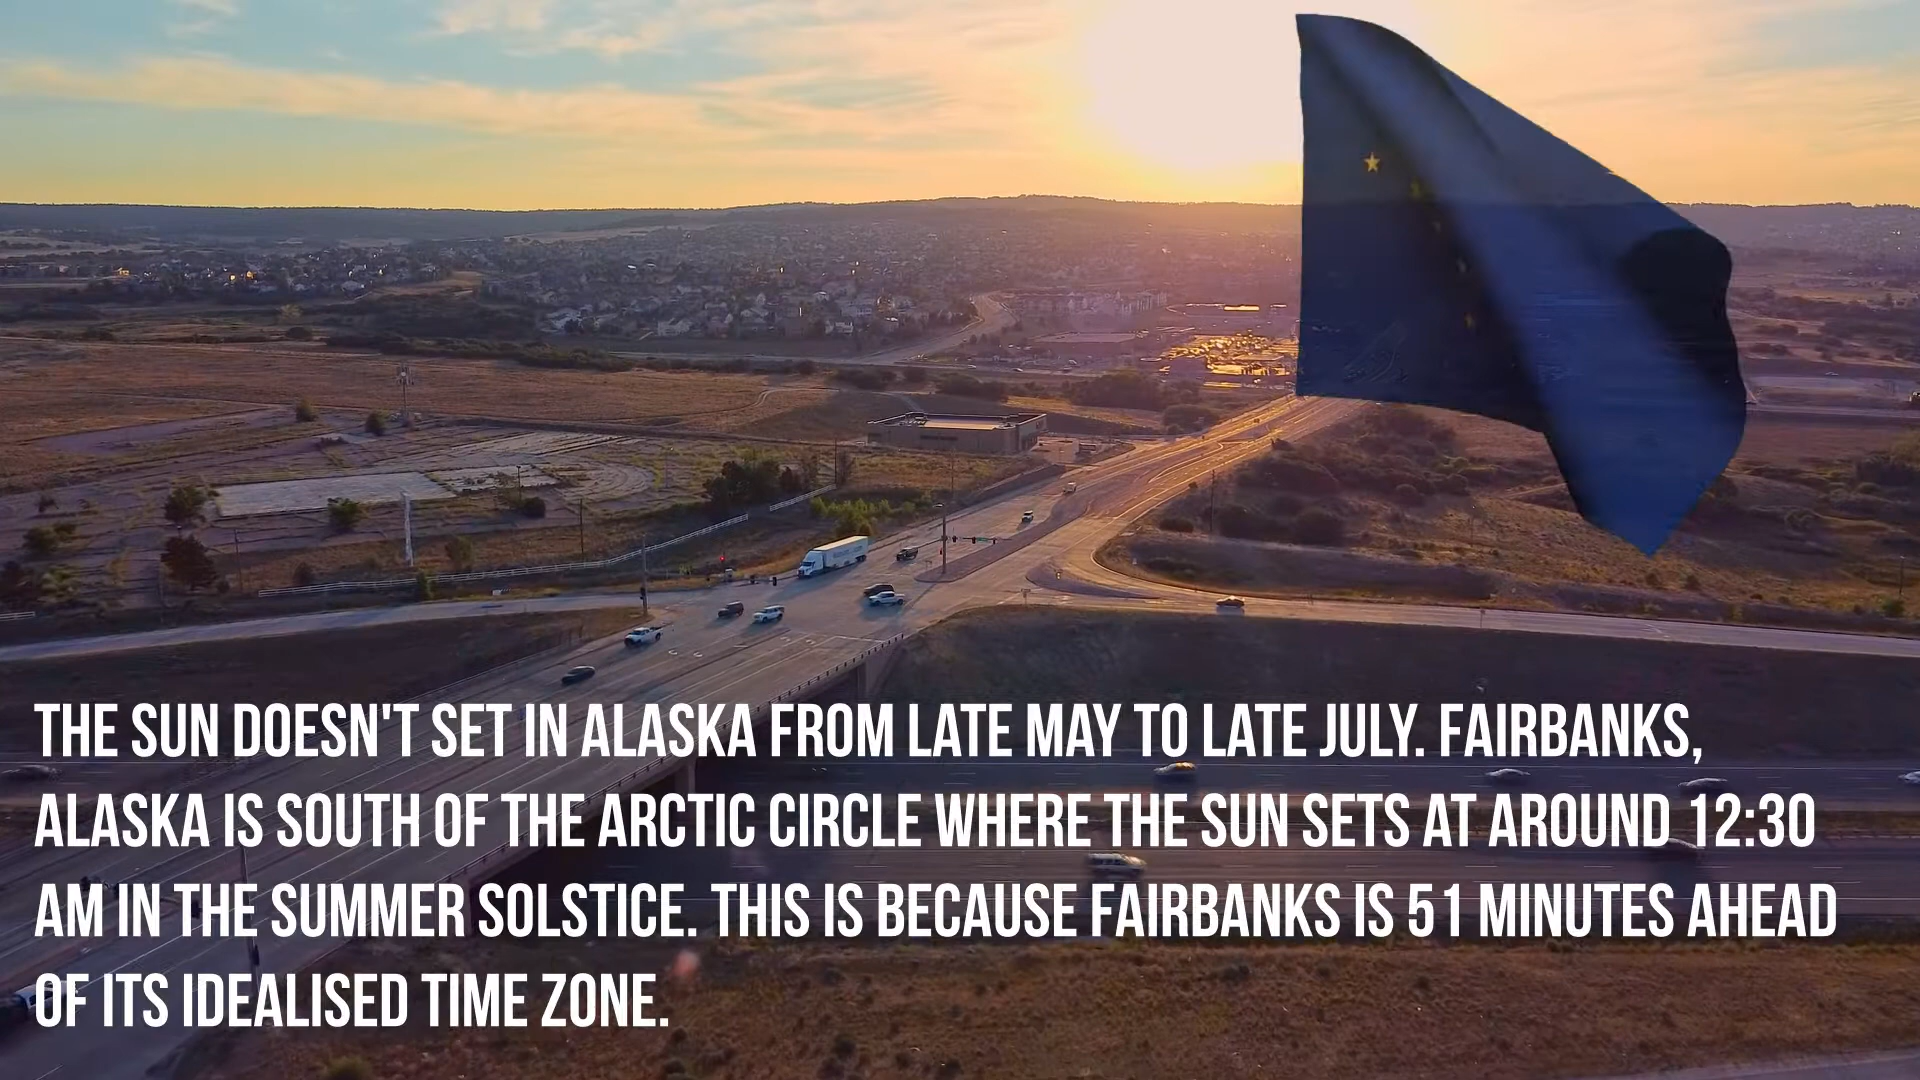 THE SUN DOESN'T SET IN ALASKA FROM LATE MAY TO LATE JULY. FAIRBANKS,
ALASKA IS SOUTH OF THE ARCTIC CIRCLE WHERE THE SUN SETS AT AROUND 12:30
AM IN THE SUMMER SOLSTICE. THIS IS BECAUSE FAIRBANKS IS 51 MINUTES AHEAD
OF ITS IDEALISED TIME ZONE.